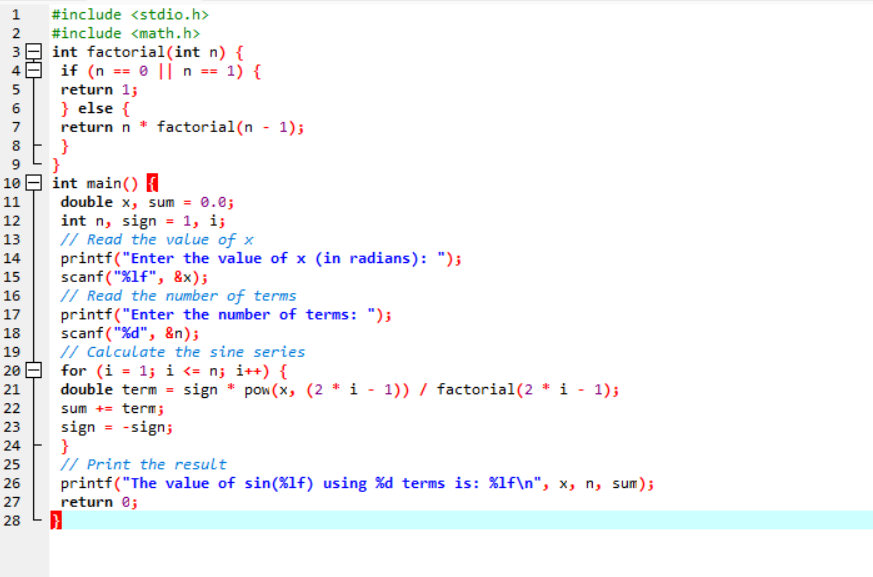 1 #include <stdio.h>
2 #include <math.h>
3 int factorial(int n) {
4 if (n == 0 || n == 1) {
5 return 1;
6 } else {
7 return n * factorial(n - 1);
8 }
9 }
10 int main() {
11 double x, sum = 0.0;
12 int n, sign = 1, i;
13 // Read the value of x
14 printf("Enter the value of x (in radians): ");
15 scanf("%lf", &x);
16 // Read the number of terms
17 printf("Enter the number of terms: ");
18 scanf("%d", &n);
19 // Calculate the sine series
20 for (i = 1; i <= n; i++) {
21 double term = sign * pow(x, (2 * i - 1)) / factorial(2 * i - 1);
22 sum += term;
23 sign = -sign;
24 }
25 // Print the result
26 printf("The value of sin(%lf) using %d terms is: %lf\n", x, n, sum);
27 return 0;
28 }